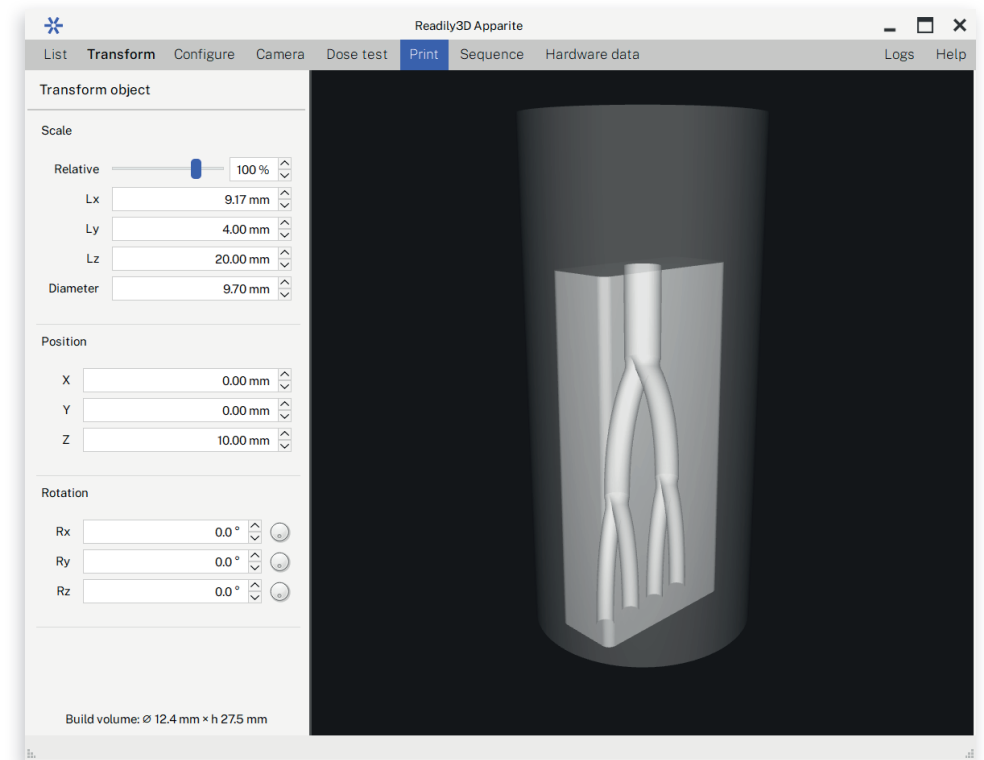 Readily3D Apparite
List Transform Configure Camera Dose test Print Sequence Hardware data Logs Help
Transform object
Scale
Relative 100 %
Lx 9.17 mm
Ly 4.00 mm
Lz 20.00 mm
Diameter 9.70 mm
Position
X 0.00 mm
Y 0.00 mm
Z 10.00 mm
Rotation
Rx 0.0 °
Ry 0.0 °
Rz 0.0 °
Build volume: Ø 12.4 mm × h 27.5 mm